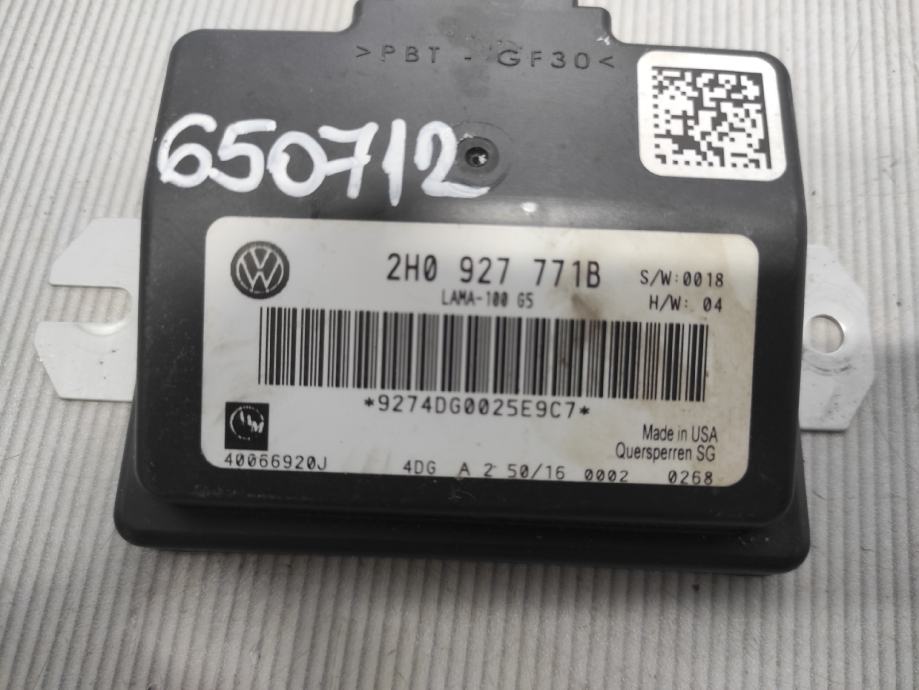 >PBT - GF30<
650712
2H0 927 771B
S/W:0018
LAMA-100 G5
H/W: 04
*9274DG0025E9C7*
Made in USA
Quersperren SG
40066920J
4DG A 2 50/16 0002 0268